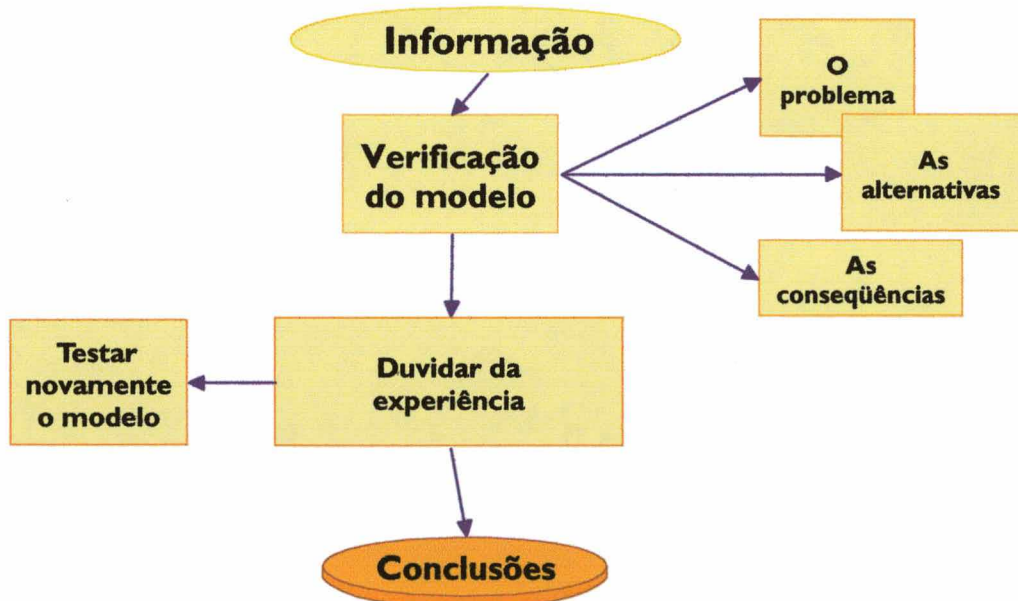 Informação
O
problema
Verificação
do modelo
As
alternativas
As
conseqüências
Testar
novamente
o modelo
Duvidar da
experiência
Conclusões